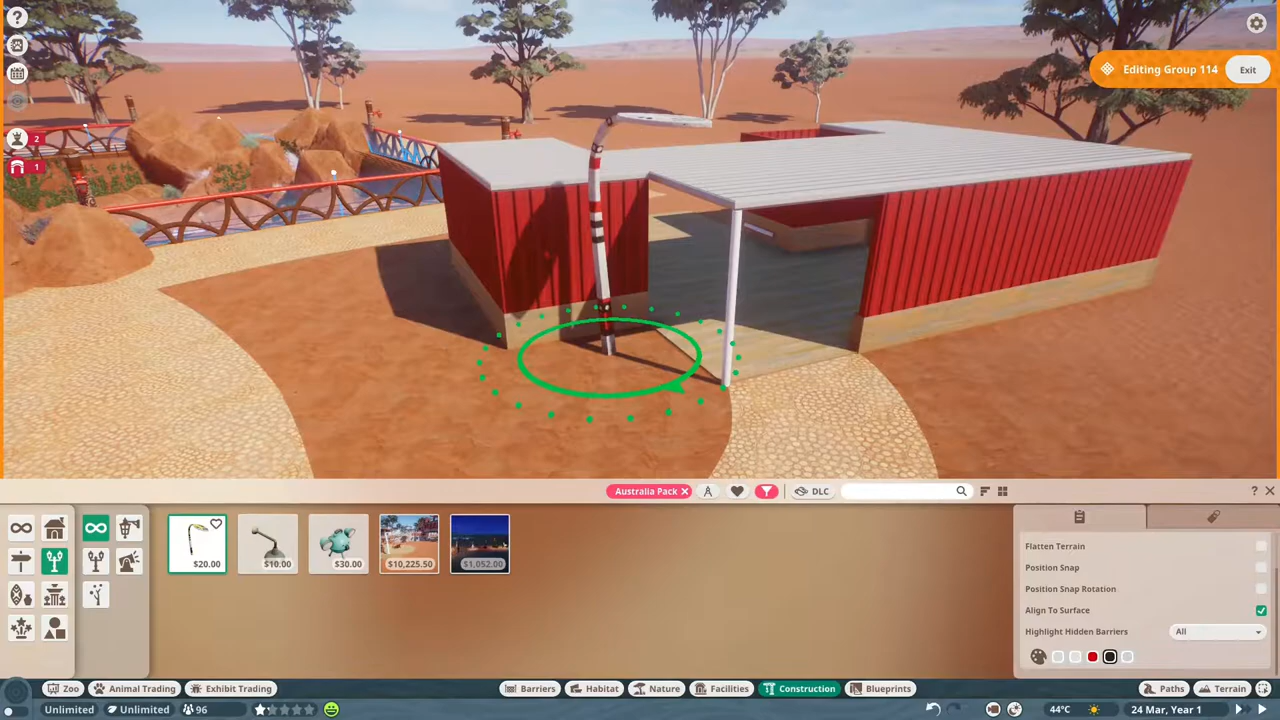 ?
Editing Group 114
Exit
2
1
Australia Pack
DLC
?
$20.00
$10.00
$30.00
$10,225.50
$1,052.00
Flatten Terrain
Position Snap
Position Snap Rotation
Align To Surface
Highlight Hidden Barriers
All
Zoo
Animal Trading
Exhibit Trading
Barriers
Habitat
Nature
Facilities
Construction
Blueprints
Paths
Terrain
Unlimited
Unlimited
96
44°C
24 Mar, Year 1